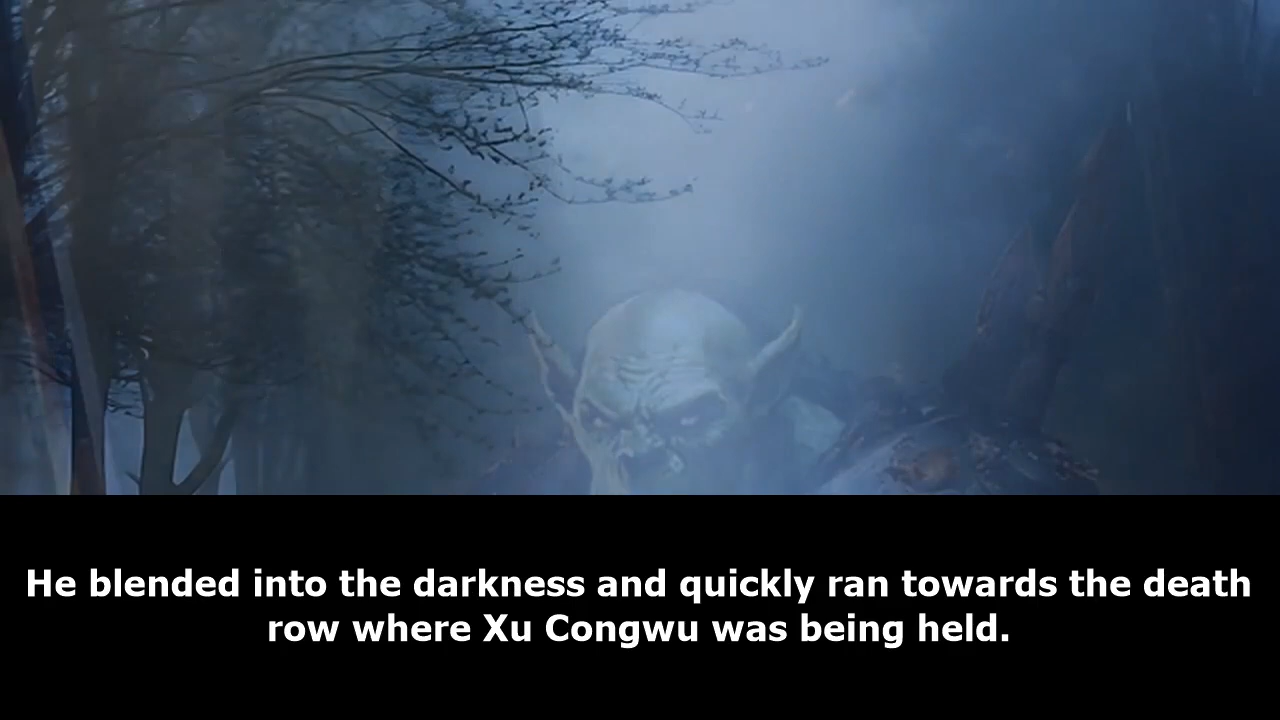 He blended into the darkness and quickly ran towards the death
row where Xu Congwu was being held.